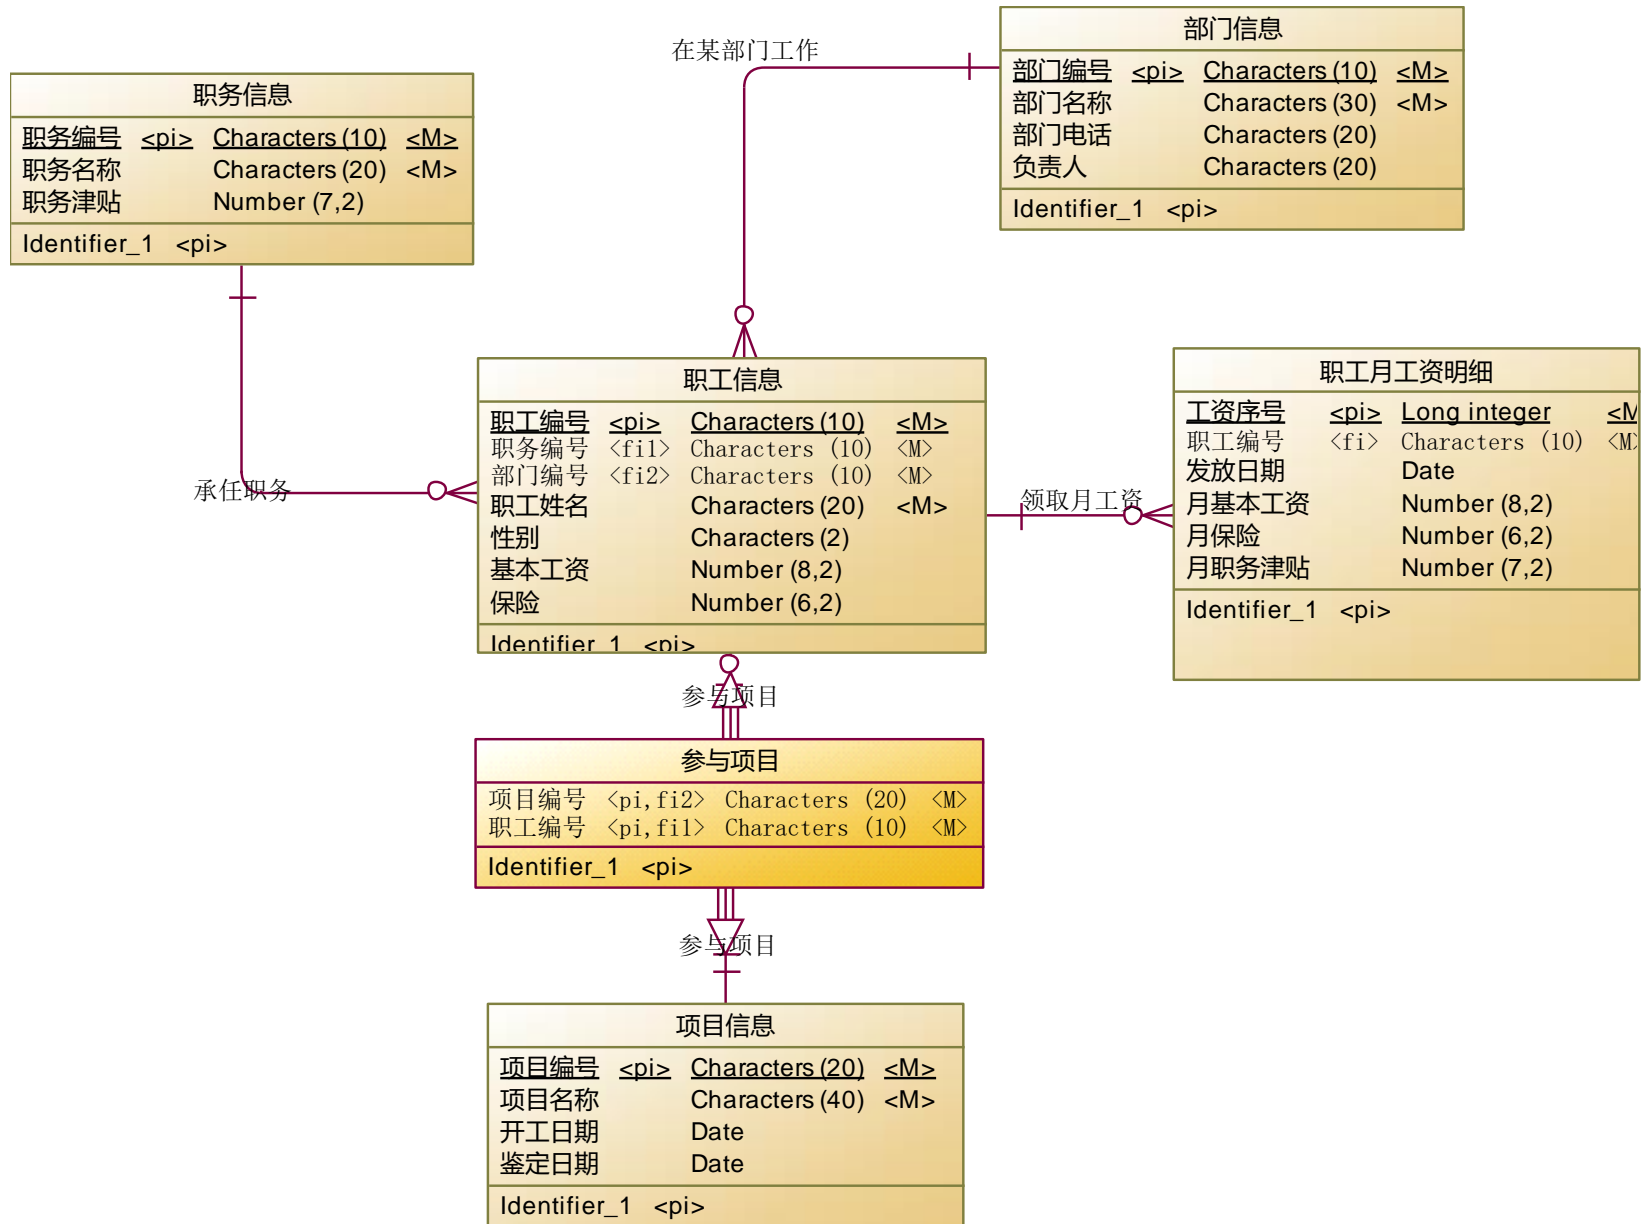 职务信息
职务编号 <pi> Characters (10) <M>
职务名称 Characters (20) <M>
职务津贴 Number (7,2)
Identifier_1 <pi>
在某部门工作
部门信息
部门编号 <pi> Characters (10) <M>
部门名称 Characters (30) <M>
部门电话 Characters (20)
负责人 Characters (20)
Identifier_1 <pi>
承任职务
职工信息
职工编号 <pi> Characters (10) <M>
职务编号 <fi1> Characters (10) <M>
部门编号 <fi2> Characters (10) <M>
职工姓名 Characters (20) <M>
性别 Characters (2)
基本工资 Number (8,2)
保险 Number (6,2)
Identifier_1 <pi>
领取月工资
职工月工资明细
工资序号 <pi> Long integer <M
职工编号 <fi> Characters (10) <M>
发放日期 Date
月基本工资 Number (8,2)
月保险 Number (6,2)
月职务津贴 Number (7,2)
Identifier_1 <pi>
参与项目
参与项目
项目编号 <pi,fi2> Characters (20) <M>
职工编号 <pi,fi1> Characters (10) <M>
Identifier_1 <pi>
参与项目
项目信息
项目编号 <pi> Characters (20) <M>
项目名称 Characters (40) <M>
开工日期 Date
鉴定日期 Date
Identifier_1 <pi>